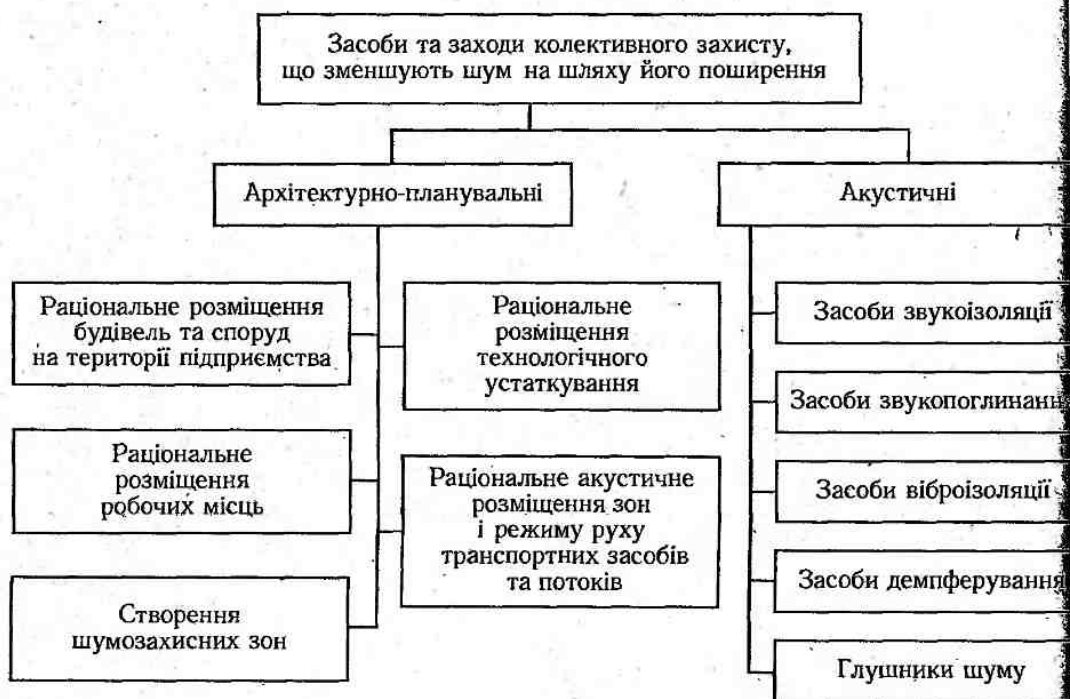 Засоби та заходи колективного захисту,
що зменшують шум на шляху його поширення
Архітектурно-планувальні
Акустичні
Раціональне розміщення
будівель та споруд
на території підприємства
Раціональне
розміщення
технологічного
устаткування
Раціональне
розміщення
робочих місць
Раціональне акустичне
розміщення зон
і режиму руху
транспортних засобів
та потоків
Створення
шумозахисних зон
Засоби звукоізоляції
Засоби звукопоглинанн
Засоби віброізоляції
Засоби демпферування
Глушники шуму